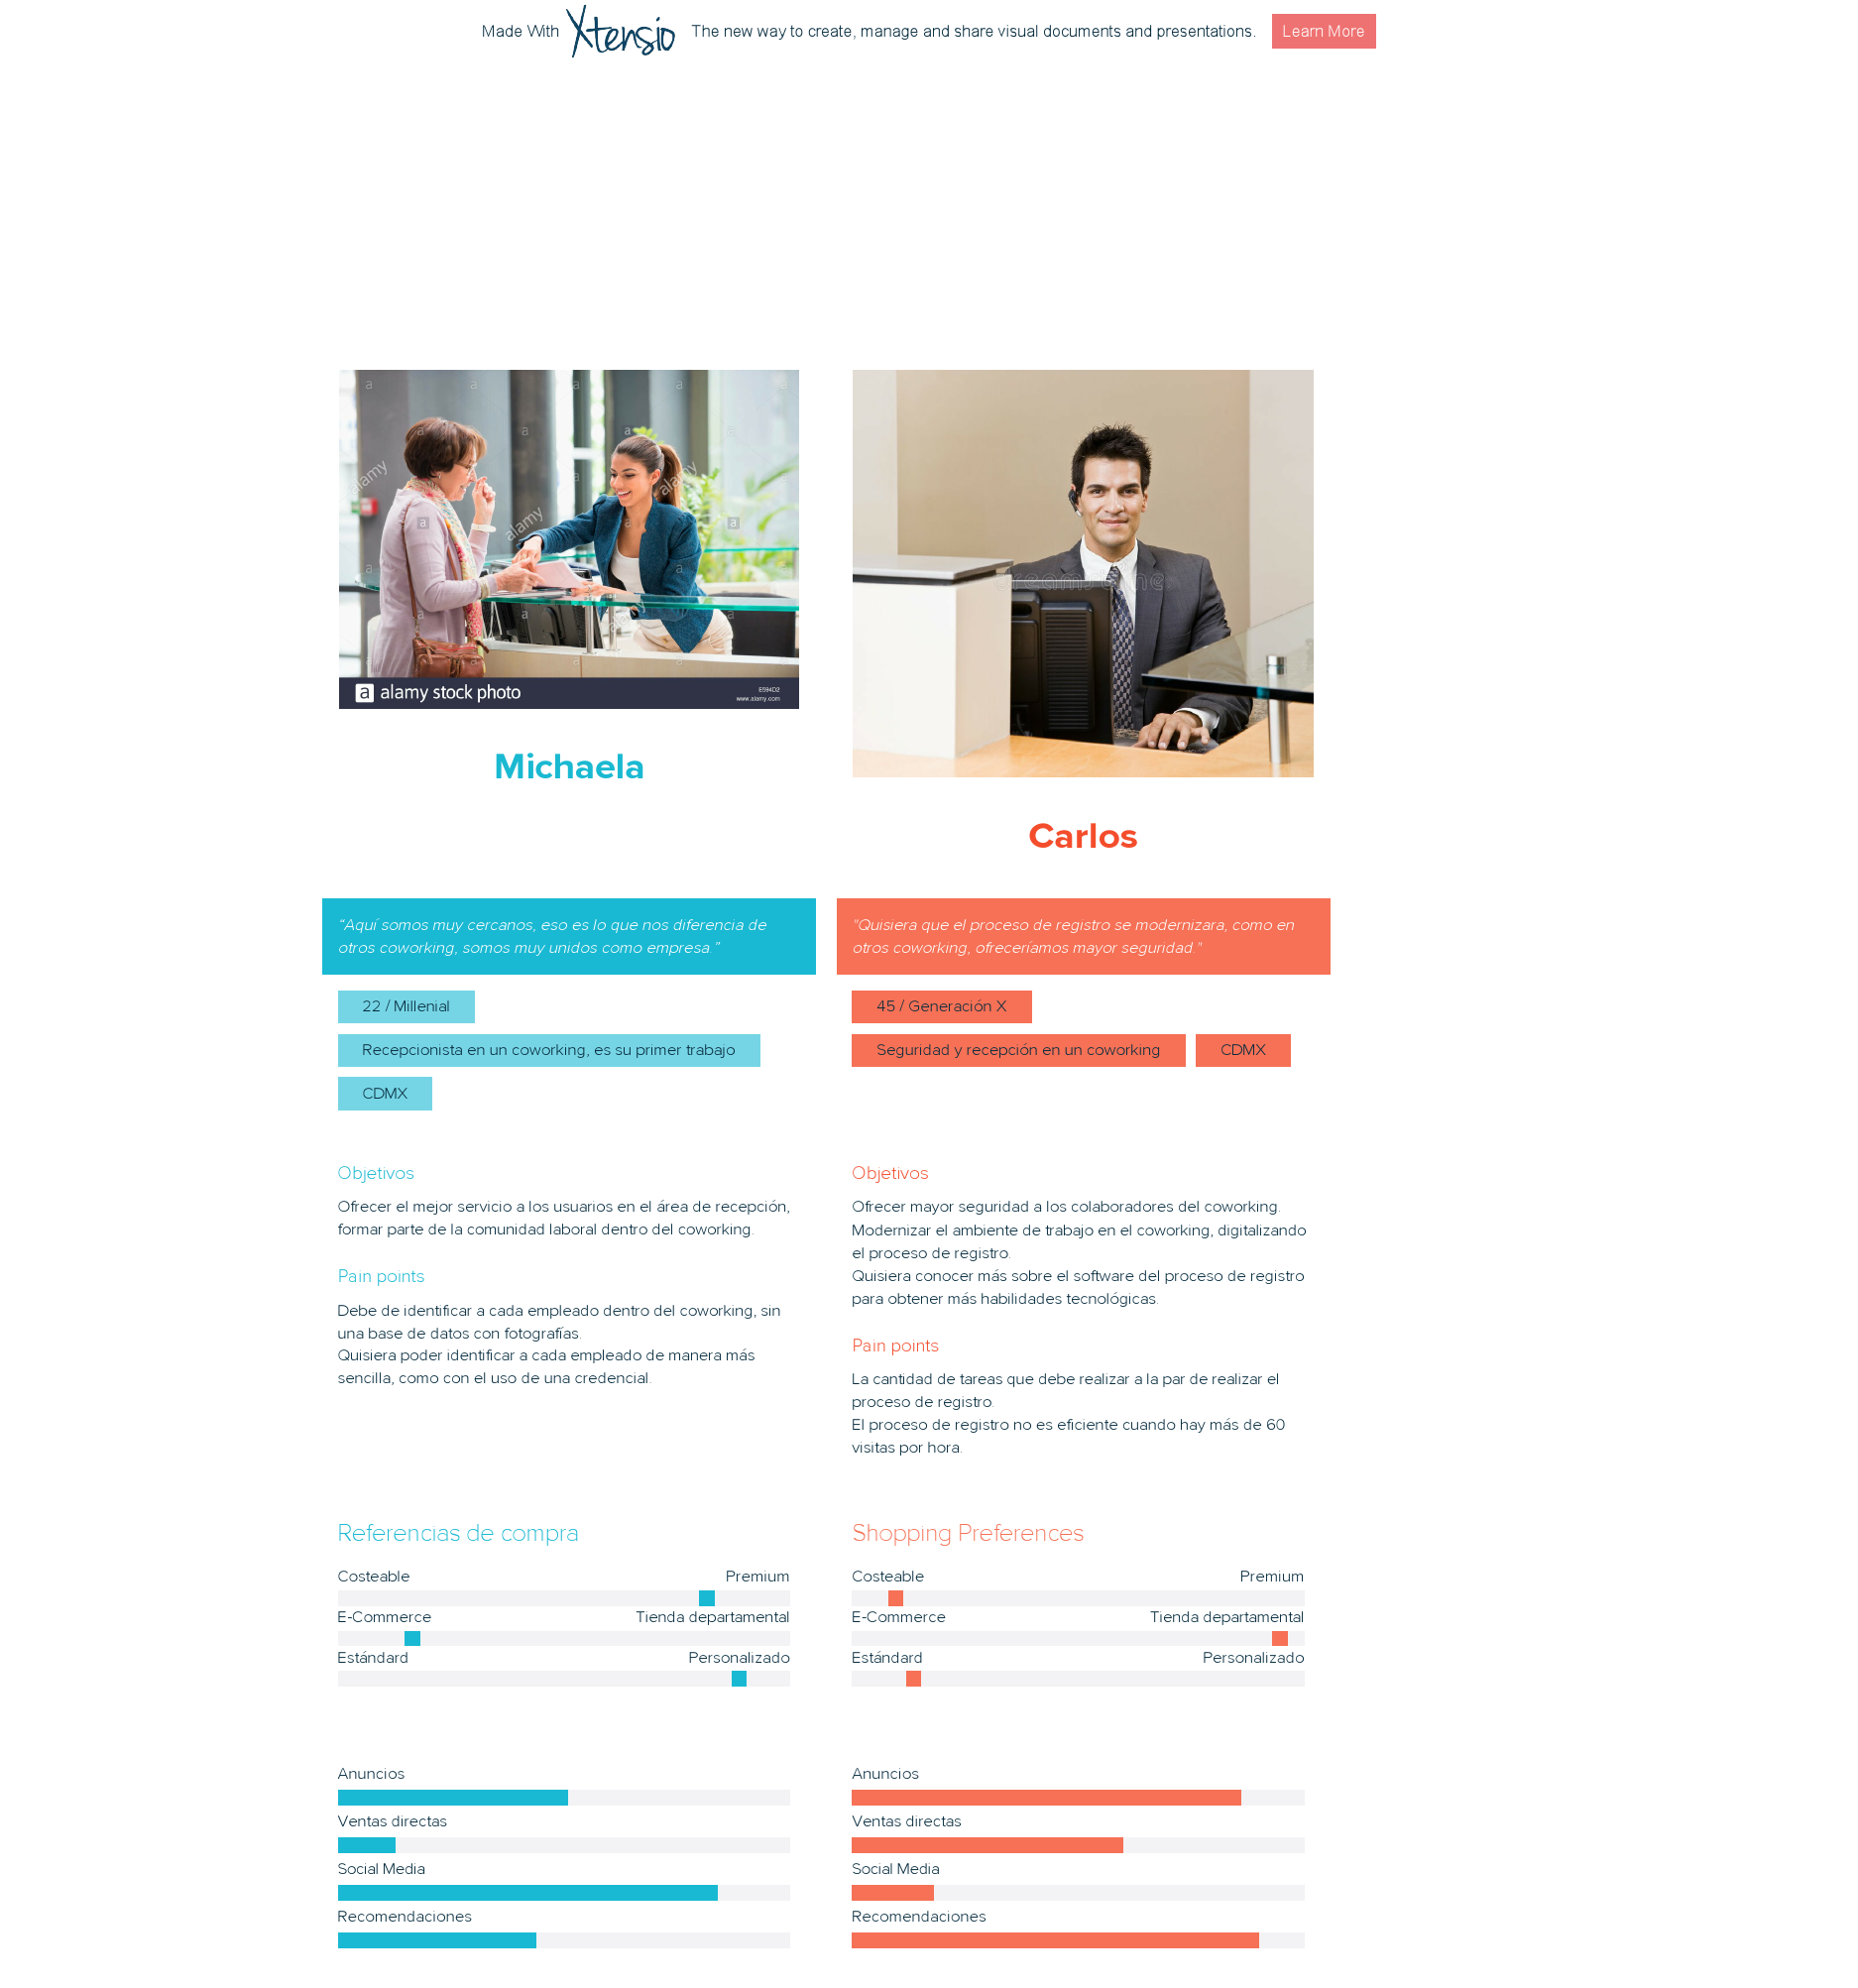 Made With Xtensio The new way to create, manage and share visual documents and presentations. Learn More
alamy
alamy
alamy
a alamy stock photo
E594D2
www.alamy.com
Michaela
“Aquí somos muy cercanos, eso es lo que nos diferencia de
otros coworking, somos muy unidos como empresa.”
22 / Millenial
Recepcionista en un coworking, es su primer trabajo
CDMX
Objetivos
Ofrecer el mejor servicio a los usuarios en el área de recepción,
formar parte de la comunidad laboral dentro del coworking.
Pain points
Debe de identificar a cada empleado dentro del coworking, sin
una base de datos con fotografías.
Quisiera poder identificar a cada empleado de manera más
sencilla, como con el uso de una credencial.
Referencias de compra
Costeable Premium
E-Commerce Tienda departamental
Estándard Personalizado
Anuncios
Ventas directas
Social Media
Recomendaciones
Carlos
"Quisiera que el proceso de registro se modernizara, como en
otros coworking, ofreceríamos mayor seguridad."
45 / Generación X
Seguridad y recepción en un coworking CDMX
Objetivos
Ofrecer mayor seguridad a los colaboradores del coworking.
Modernizar el ambiente de trabajo en el coworking, digitalizando
el proceso de registro.
Quisiera conocer más sobre el software del proceso de registro
para obtener más habilidades tecnológicas.
Pain points
La cantidad de tareas que debe realizar a la par de realizar el
proceso de registro.
El proceso de registro no es eficiente cuando hay más de 60
visitas por hora.
Shopping Preferences
Costeable Premium
E-Commerce Tienda departamental
Estándard Personalizado
Anuncios
Ventas directas
Social Media
Recomendaciones